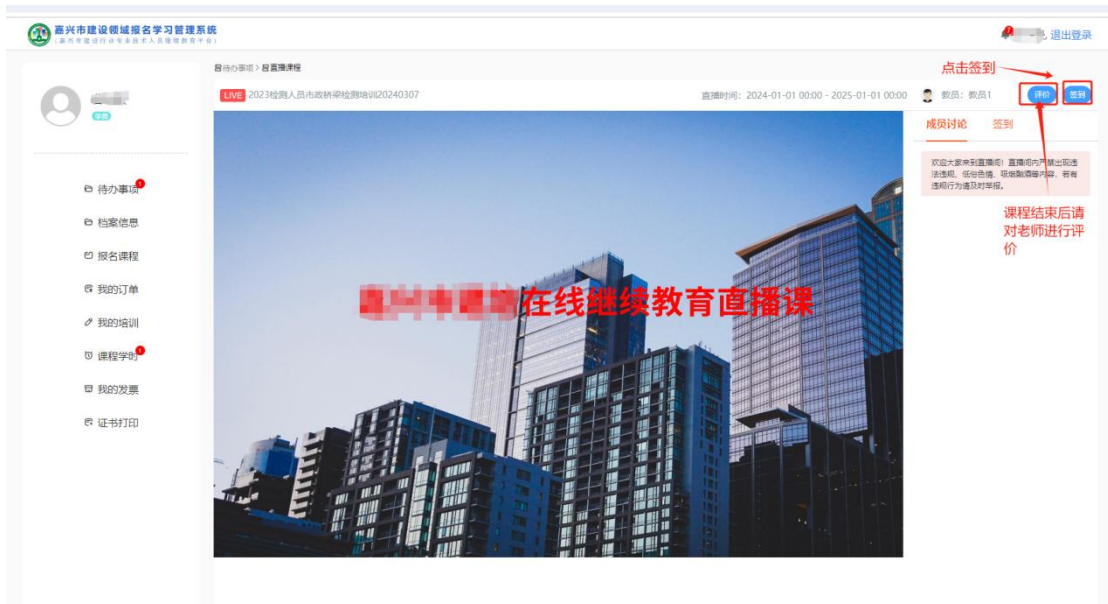 嘉兴市建设领域报名学习管理系统
(嘉兴市建设行业专业技术人员继续教育平台)
7
退出登录
待办事项 > 直播课程
点击签到
LIVE 2023检测人员市政桥梁检测培训20240307
直播时间：2024-01-01 00:00 - 2025-01-01 00:00
教员：教员1
评价
签到
学员
成员讨论
签到
欢迎大家来到直播间！直播间内严禁出现违
法违规、低俗色情、吸烟酗酒等内容，若有
违规行为请及时举报。
课程结束后请
对老师进行评
价
待办事项
1
档案信息
报名课程
我的订单
我的培训
课程学时
1
我的发票
证书打印
在线继续教育直播课